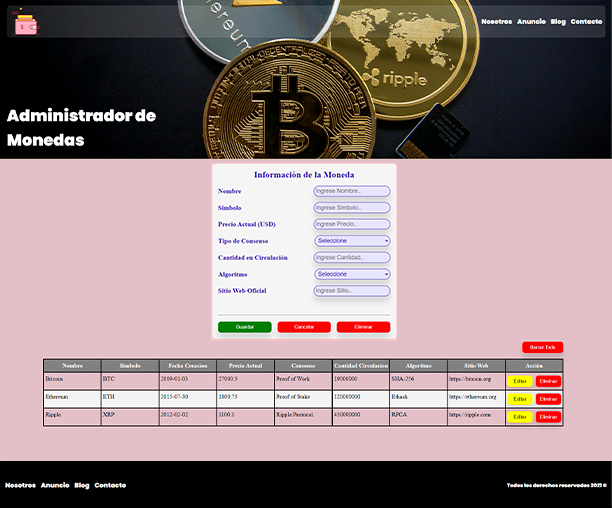 Nosotros Anuncio Blog Contacto
ethereum
DIGITAL DECENTRALIZED
ripple
Administrador de
Monedas
Información de la Moneda
Nombre Ingrese Nombre..
Símbolo Ingrese Símbolo..
Precio Actual (USD) Ingrese Precio..
Tipo de Consenso Seleccione
Cantidad en Circulación Ingrese Cantidad..
Algoritmo Seleccione
Sitio Web Oficial Ingrese Sitio..
Guardar Cancelar Eliminar
Borrar Todo
Nombre Símbolo Fecha Creacion Precio Actual Consenso Cantidad Circulacion Algoritmo Sitio Web Acción
Bitcoin BTC 2009-01-03 27000.5 Proof of Work 19000000 SHA-256 https://bitcoin.org Editar Eliminar
Ethereum ETH 2015-07-30 1800.75 Proof of Stake 120000000 Ethash https://ethereum.org Editar Eliminar
Ripple XRP 2012-02-02 1100.3 Ripple Protocol 450000000 RPCA https://ripple.com Editar Eliminar
Nosotros Anuncio Blog Contacto
Todos los derechos reservados 2021 ©